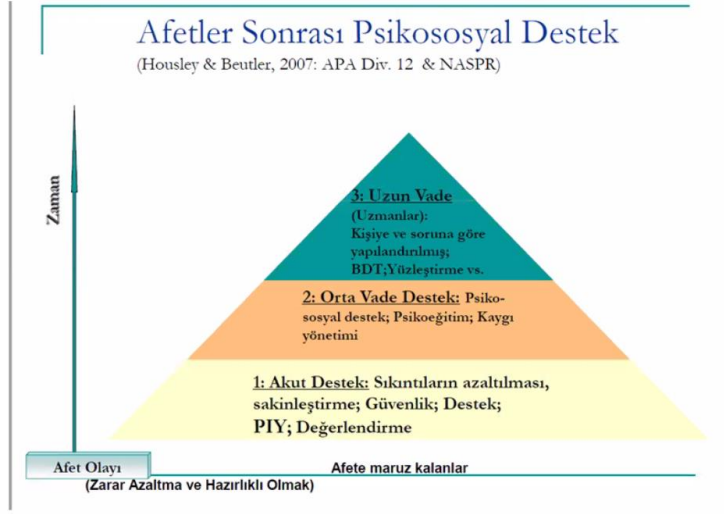 Afetler Sonrası Psikososyal Destek
(Housley & Beutler, 2007: APA Div. 12 & NASPR)
Zaman
3: Uzun Vade
(Uzmanlar):
Kişiye ve soruna göre
yapılandırılmış;
BDT;Yüzleştirme vs.
2: Orta Vade Destek: Psiko-
sosyal destek; Psikoeğitim; Kaygı
yönetimi
1: Akut Destek: Sıkıntıların azaltılması,
sakinleştirme; Güvenlik; Destek;
PIY; Değerlendirme
Afet Olayı
Afete maruz kalanlar
(Zarar Azaltma ve Hazırlıklı Olmak)